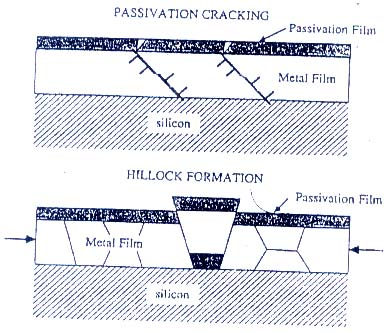 PASSIVATION CRACKING
Passivation Film
Metal Film
silicon
HILLOCK FORMATION
Passivation Film
Metal Film
silicon